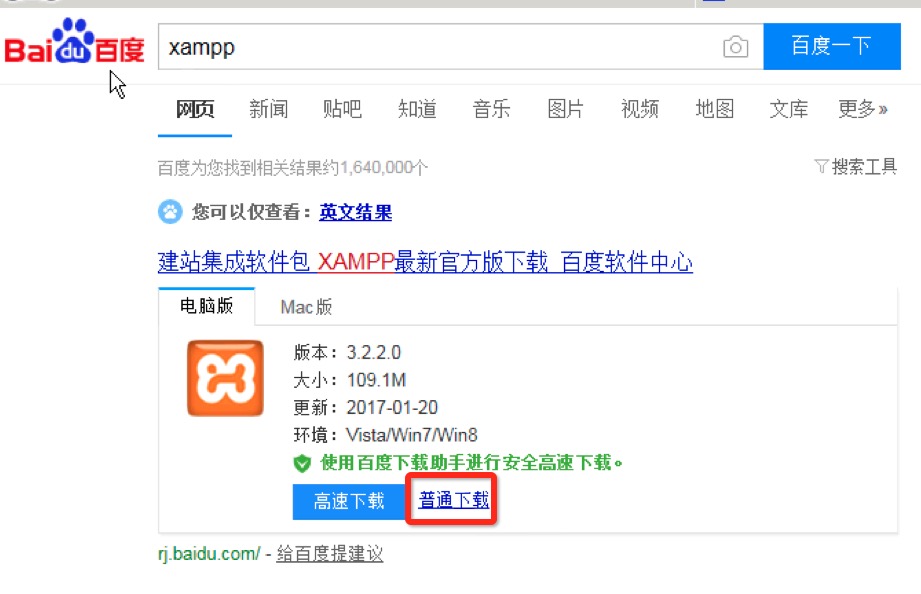 Bai du 百度 xampp 百度一下
网页 新闻 贴吧 知道 音乐 图片 视频 地图 文库 更多»
百度为您找到相关结果约1,640,000个 搜索工具
您可以仅查看：英文结果
建站集成软件包 XAMPP最新官方版下载_百度软件中心
电脑版 Mac版
版本：3.2.2.0
大小：109.1M
更新：2017-01-20
环境：Vista/Win7/Win8
使用百度下载助手进行安全高速下载。
高速下载 普通下载
rj.baidu.com/ - 给百度提建议